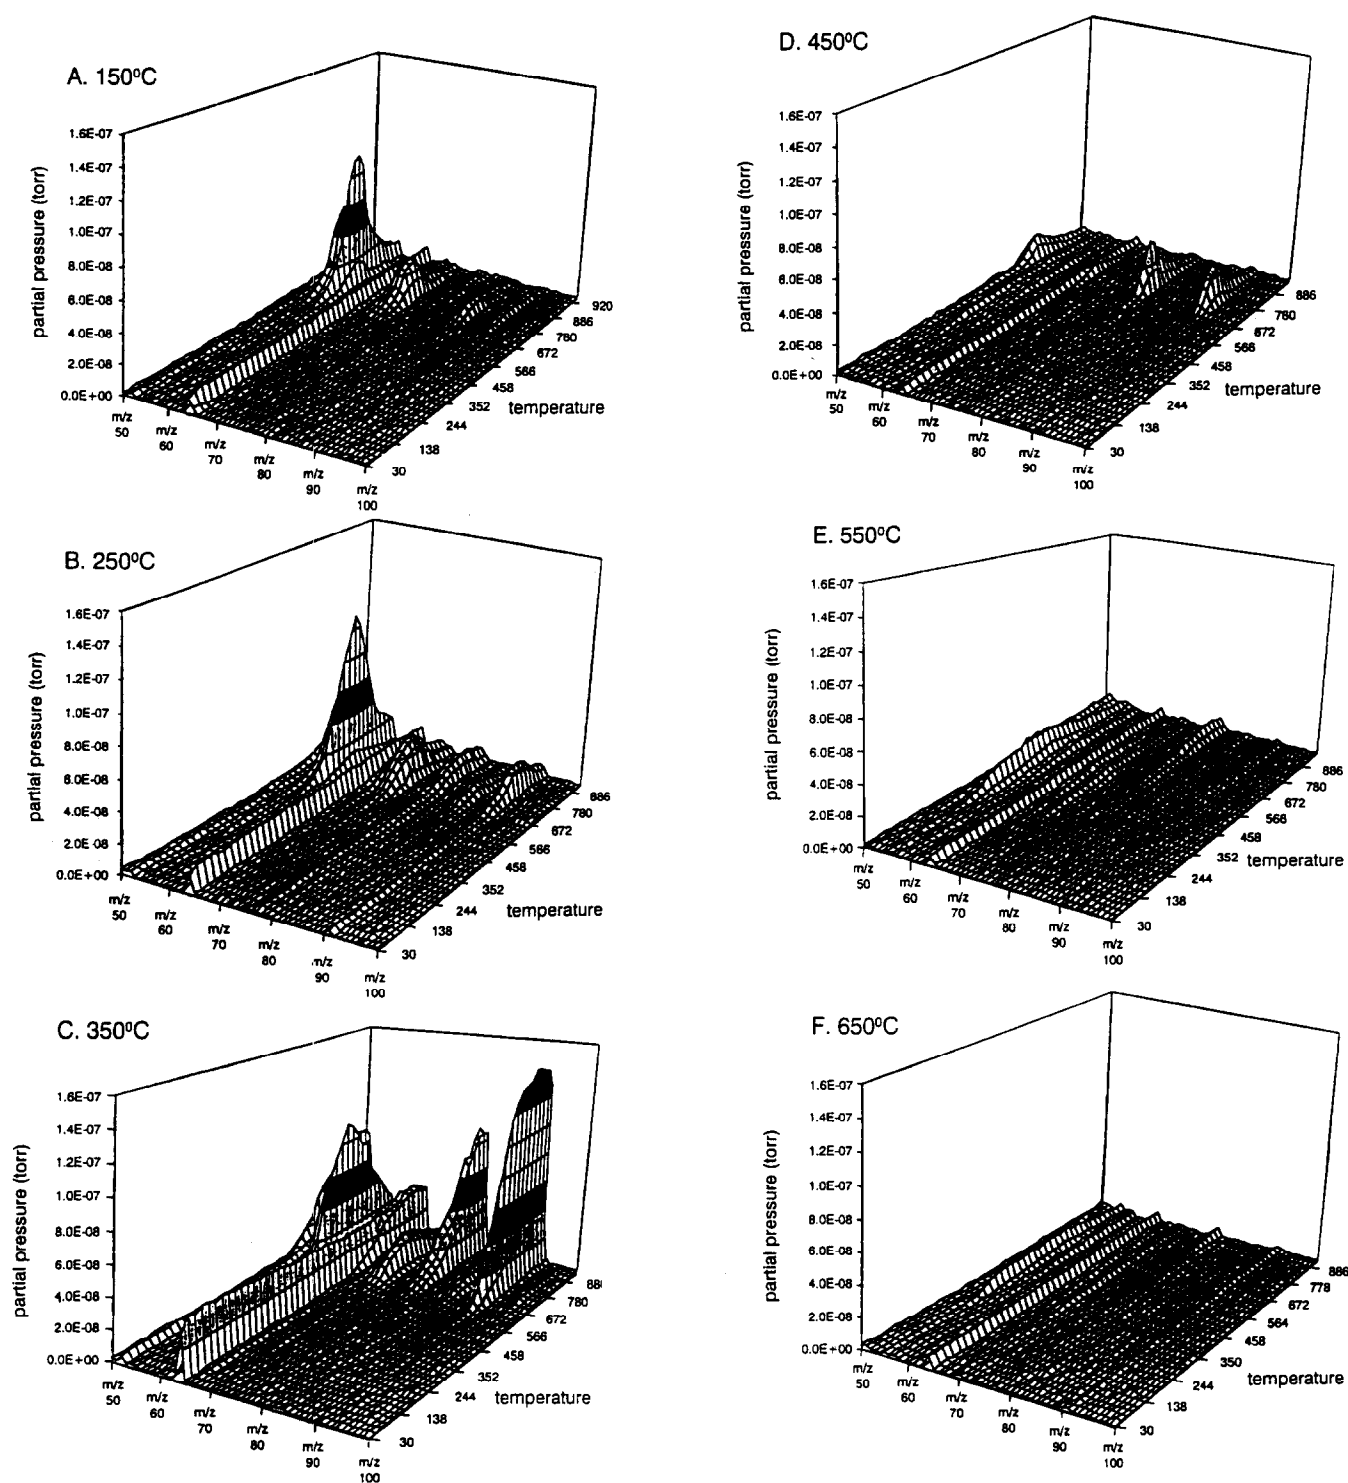 A. 150ºC
partial pressure (torr)
1.6E-07
1.4E-07
1.2E-07
1.0E-07
8.0E-08
6.0E-08
4.0E-08
2.0E-08
0.0E+00
m/z 50
m/z 60
m/z 70
m/z 80
m/z 90
m/z 100
30
138
244
352
458
566
672
780
886
920
temperature
B. 250ºC
partial pressure (torr)
1.6E-07
1.4E-07
1.2E-07
1.0E-07
8.0E-08
6.0E-08
4.0E-08
2.0E-08
0.0E+00
m/z 50
m/z 60
m/z 70
m/z 80
m/z 90
m/z 100
30
138
244
352
458
566
672
780
886
temperature
C. 350ºC
partial pressure (torr)
1.6E-07
1.4E-07
1.2E-07
1.0E-07
8.0E-08
6.0E-08
4.0E-08
2.0E-08
0.0E+00
m/z 50
m/z 60
m/z 70
m/z 80
m/z 90
m/z 100
30
138
244
352
458
566
672
780
temperature
D. 450ºC
partial pressure (torr)
1.6E-07
1.4E-07
1.2E-07
1.0E-07
8.0E-08
6.0E-08
4.0E-08
2.0E-08
0.0E+00
m/z 50
m/z 60
m/z 70
m/z 80
m/z 90
m/z 100
30
138
244
352
458
566
672
780
886
temperature
E. 550ºC
partial pressure (torr)
1.6E-07
1.4E-07
1.2E-07
1.0E-07
8.0E-08
6.0E-08
4.0E-08
2.0E-08
0.0E+00
m/z 50
m/z 60
m/z 70
m/z 80
m/z 90
m/z 100
30
138
244
352
458
566
672
780
886
temperature
F. 650ºC
partial pressure (torr)
1.6E-07
1.4E-07
1.2E-07
1.0E-07
8.0E-08
6.0E-08
4.0E-08
2.0E-08
0.0E+00
m/z 50
m/z 60
m/z 70
m/z 80
m/z 90
m/z 100
30
138
244
350
458
564
672
778
886
temperature